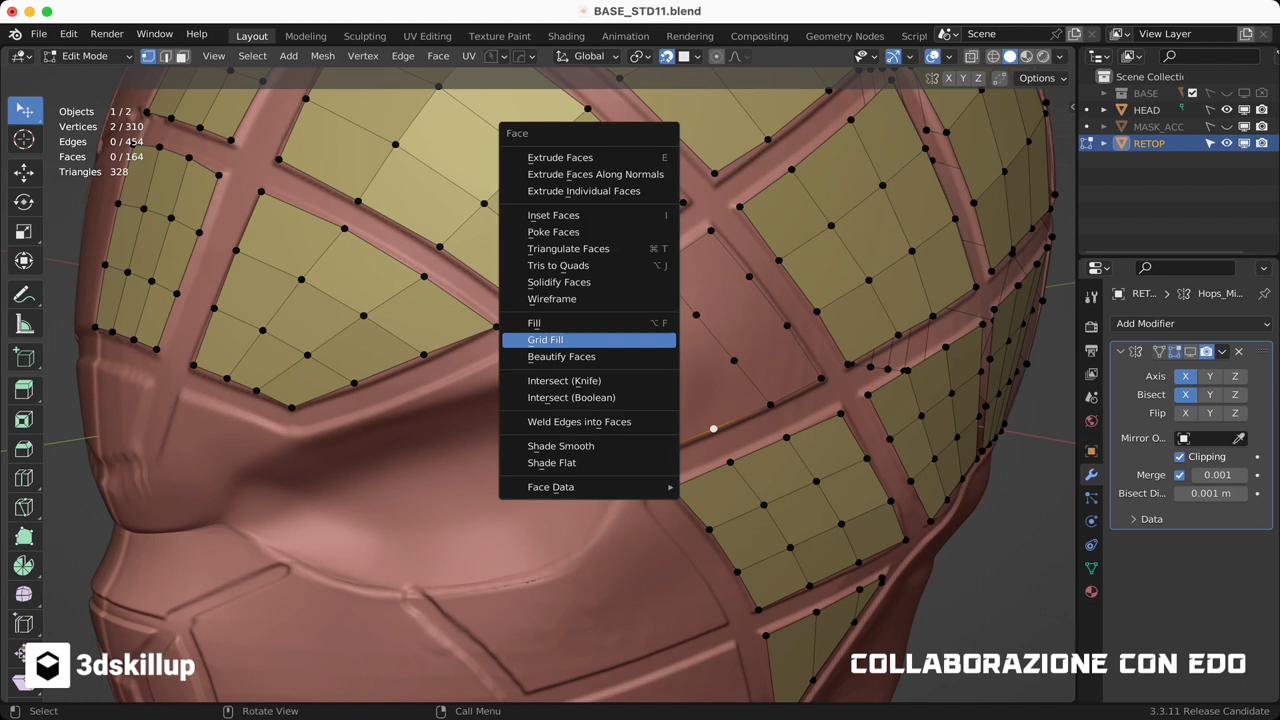 BASE_STD11.blend
File Edit Render Window Help Layout Modeling Sculpting UV Editing Texture Paint Shading Animation Rendering Compositing Geometry Nodes Script Scene View Layer
Edit Mode View Select Add Mesh Vertex Edge Face UV Global
X Y Z Options
Objects 1 / 2
Vertices 2 / 310
Edges 0 / 454
Faces 0 / 164
Triangles 328
Face
Extrude Faces E
Extrude Faces Along Normals
Extrude Individual Faces
Inset Faces I
Poke Faces
Triangulate Faces ⌘ T
Tris to Quads ⌥ J
Solidify Faces
Wireframe
Fill ⌥ F
Grid Fill
Beautify Faces
Intersect (Knife)
Intersect (Boolean)
Weld Edges into Faces
Shade Smooth
Shade Flat
Face Data
Scene Collecti
BASE
HEAD
MASK_ACC
RETOP
RET... Hops_Mi...
Add Modifier
Axis X Y Z
Bisect X Y Z
Flip X Y Z
Mirror O...
Clipping
Merge 0.001
Bisect Di... 0.001 m
Data
3dskillup
COLLABORAZIONE CON EDO
Select Rotate View Call Menu 3.3.11 Release Candidate